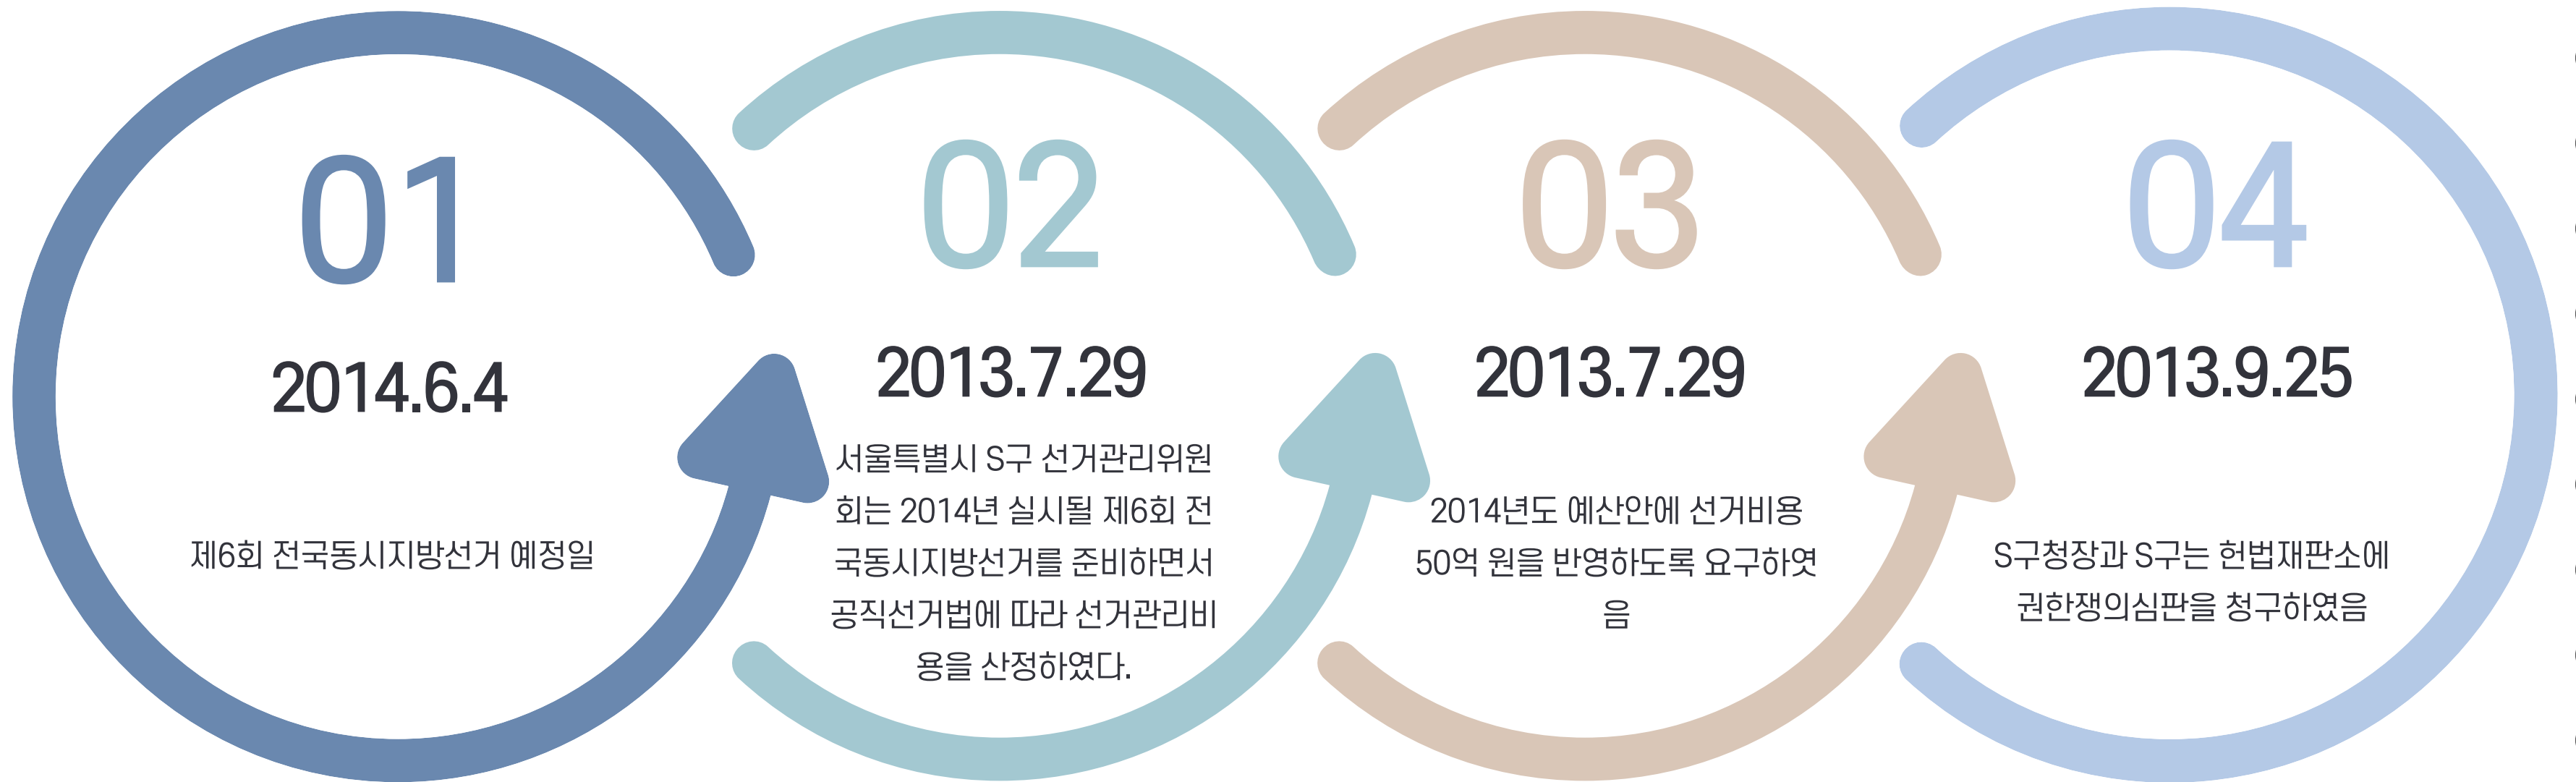 01
2014.6.4
제6회 전국동시지방선거 예정일
02
2013.7.29
서울특별시 S구 선거관리위원
회는 2014년 실시될 제6회 전
국동시지방선거를 준비하면서
공직선거법에 따라 선거관리비
용을 산정하였다.
03
2013.7.29
2014년도 예산안에 선거비용
50억 원을 반영하도록 요구하엿
음
04
2013.9.25
S구청장과 S구는 헌법재판소에
권한쟁의심판을 청구하였음